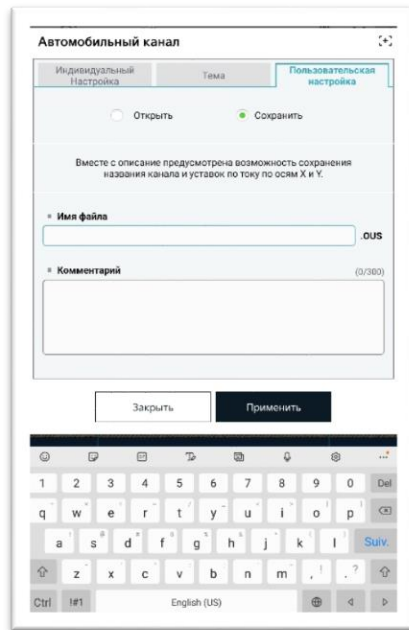 Автомобильный канал
Индивидуальный
Настройка
Тема
Пользовательская
настройка
Открыть
Сохранить
Вместе с описание предусмотрена возможность сохранения
названия канала и уставок по току по осям X и Y.
Имя файла
.ous
Комментарий
(0/300)
Закрыть
Применить
1 2 3 4 5 6 7 8 9 0 Del
q w e r t y u i o p
a s d f g h j k l Suiv.
z x c v b n m , ! . ?
Ctrl !#1 English (US)